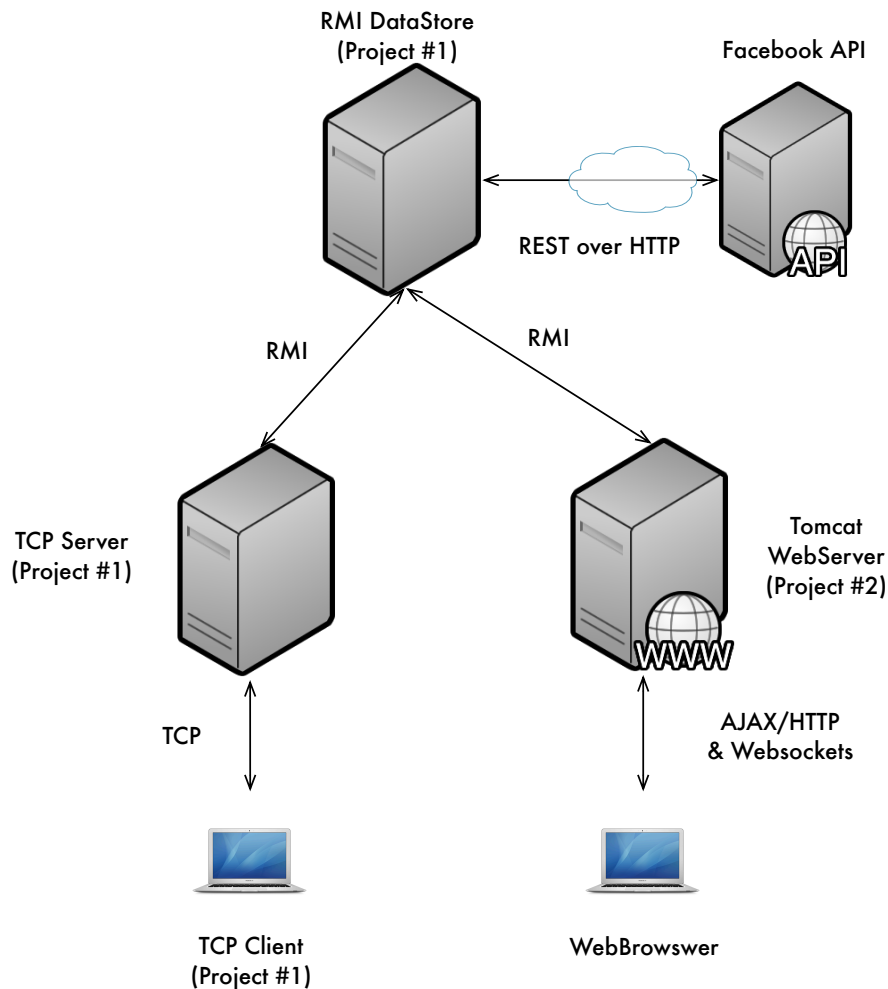 RMI DataStore
(Project #1)
Facebook API
API
REST over HTTP
RMI
RMI
TCP Server
(Project #1)
Tomcat
WebServer
(Project #2)
WWW
TCP
AJAX/HTTP
& Websockets
TCP Client
(Project #1)
WebBrowswer